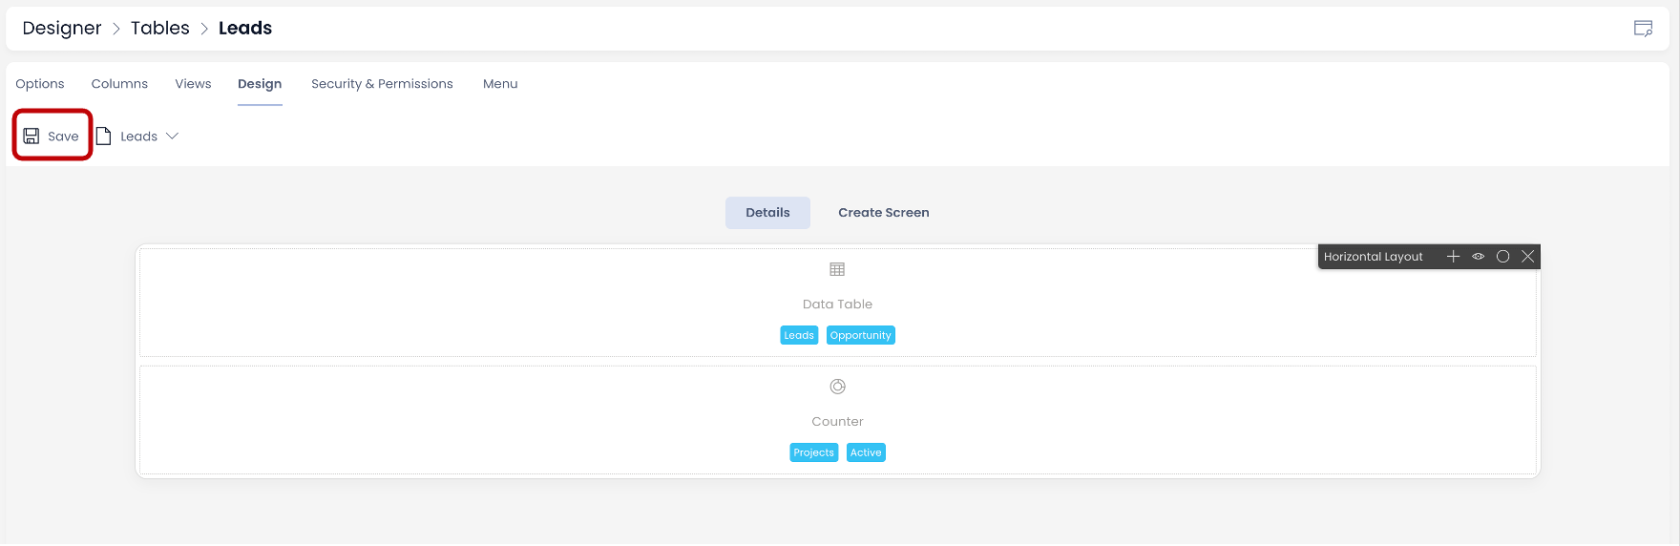 Designer > Tables > Leads
Options Columns Views Design Security & Permissions Menu
Save Leads
Details Create Screen
Horizontal Layout
Data Table
Leads Opportunity
Counter
Projects Active